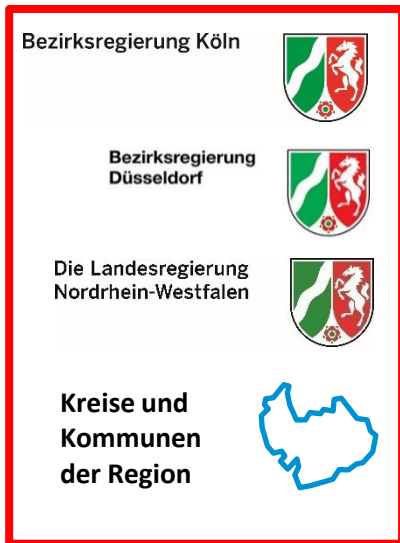 Bezirksregierung Köln
Bezirksregierung
Düsseldorf
Die Landesregierung
Nordrhein-Westfalen
Kreise und
Kommunen
der Region